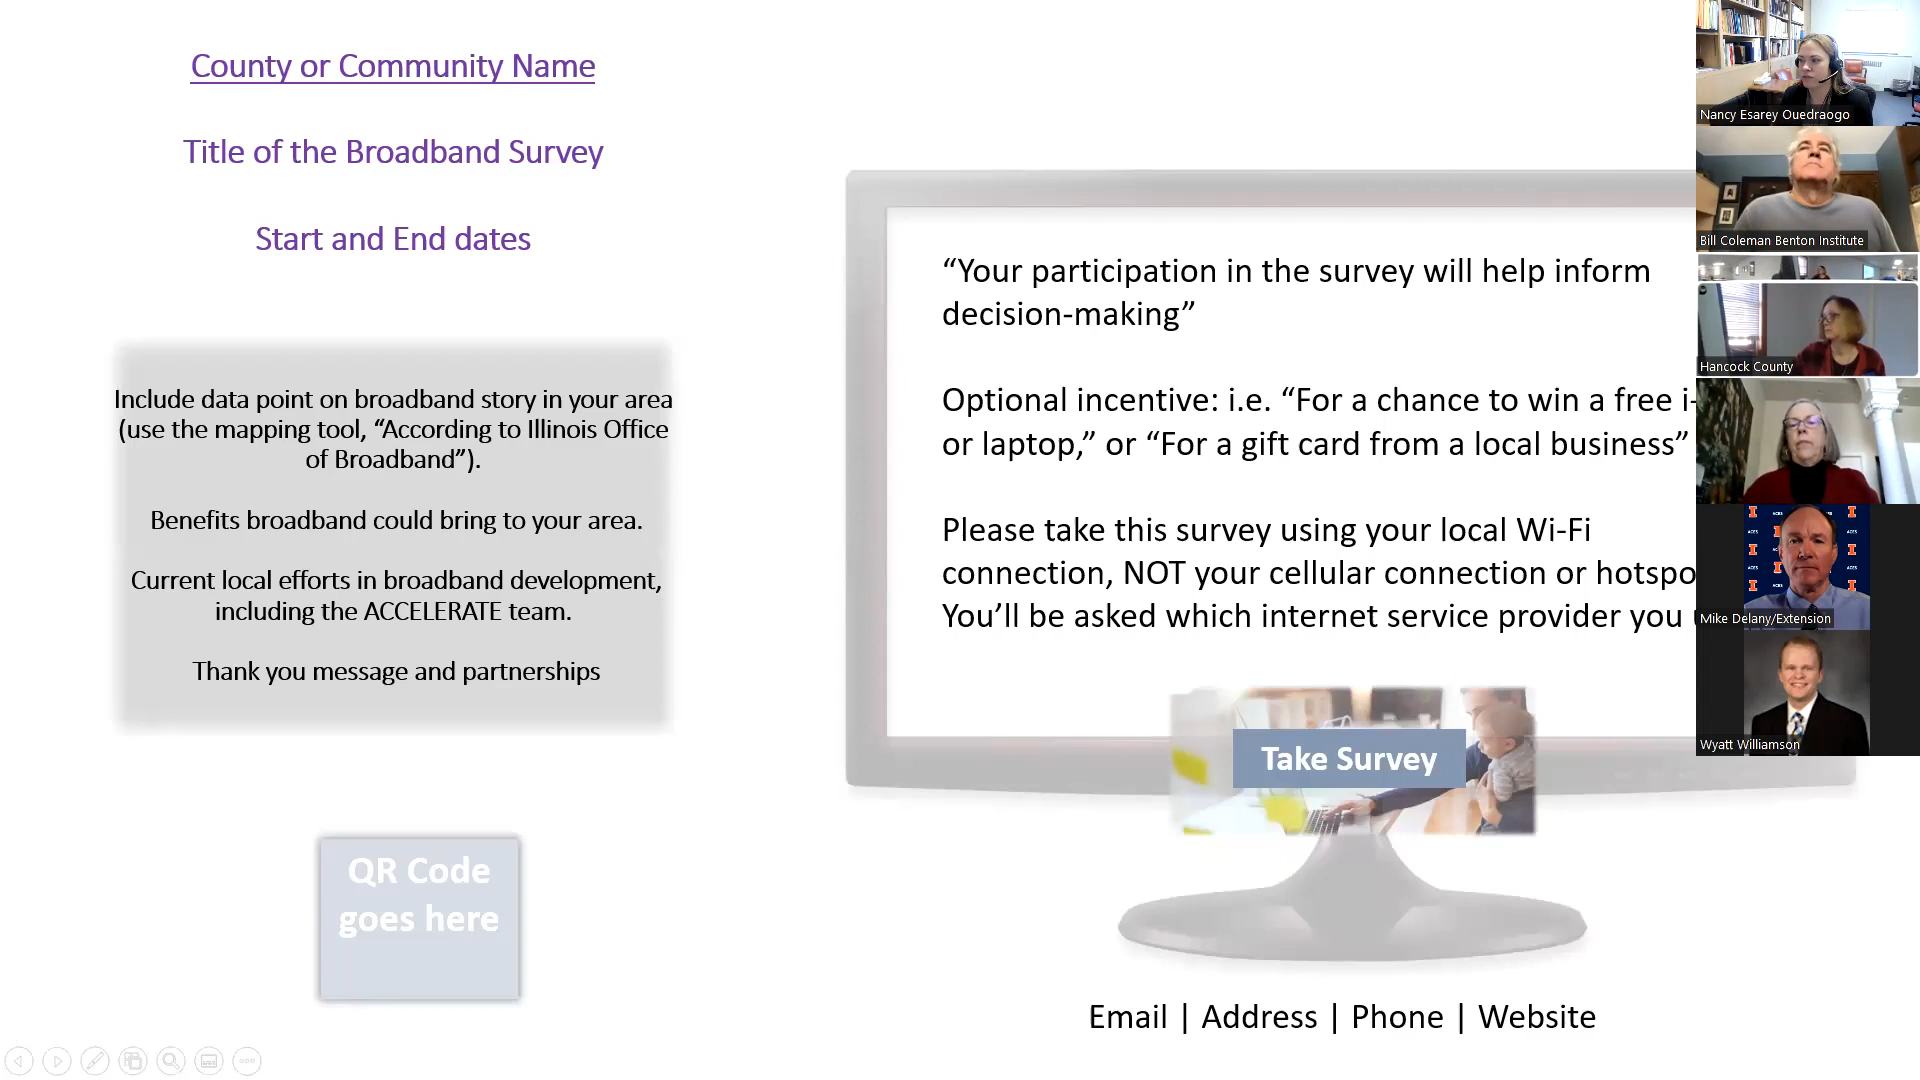 County or Community Name
Title of the Broadband Survey
Start and End dates
Include data point on broadband story in your area
(use the mapping tool, “According to Illinois Office
of Broadband”).
Benefits broadband could bring to your area.
Current local efforts in broadband development,
including the ACCELERATE team.
Thank you message and partnerships
QR Code
goes here
“Your participation in the survey will help inform
decision-making”
Optional incentive: i.e. “For a chance to win a free i-
or laptop,” or “For a gift card from a local business”
Please take this survey using your local Wi-Fi
connection, NOT your cellular connection or
You’ll be asked which internet service provider you
Take Survey
Email | Address | Phone | Website
Nancy Esarey Ouedraogo
Bill Coleman Benton Institute
Hancock County
ACES
Mike Delany/Extension
Wyatt Williamson